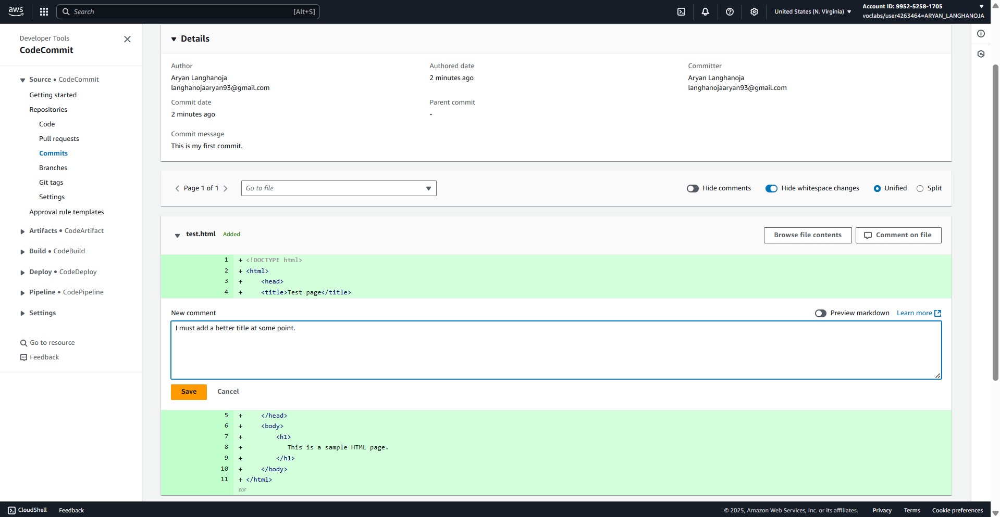 aws
Search
[Alt+S]
United States (N. Virginia)
Account ID: 9952-5258-1705
voclabs/user4263464=ARYAN_LANGHANOJA
Developer Tools
CodeCommit
Source • CodeCommit
Getting started
Repositories
Code
Pull requests
Commits
Branches
Git tags
Settings
Approval rule templates
Artifacts • CodeArtifact
Build • CodeBuild
Deploy • CodeDeploy
Pipeline • CodePipeline
Settings
Go to resource
Feedback
Details
Author
Aryan Langhanoja
langhanojaaryan93@gmail.com
Authored date
2 minutes ago
Committer
Aryan Langhanoja
langhanojaaryan93@gmail.com
Commit date
2 minutes ago
Parent commit
-
Commit message
This is my first commit.
Page 1 of 1
Go to file
Hide comments
Hide whitespace changes
Unified
Split
test.html Added
Browse file contents
Comment on file
1 + <!DOCTYPE html>
2 + <html>
3 + <head>
4 + <title>Test page</title>
New comment
Preview markdown
Learn more
I must add a better title at some point.
Save
Cancel
5 + </head>
6 + <body>
7 + <h1>
8 + This is a sample HTML page.
9 + </h1>
10 + </body>
11 + </html>
EOF
CloudShell
Feedback
© 2025, Amazon Web Services, Inc. or its affiliates.
Privacy
Terms
Cookie preferences